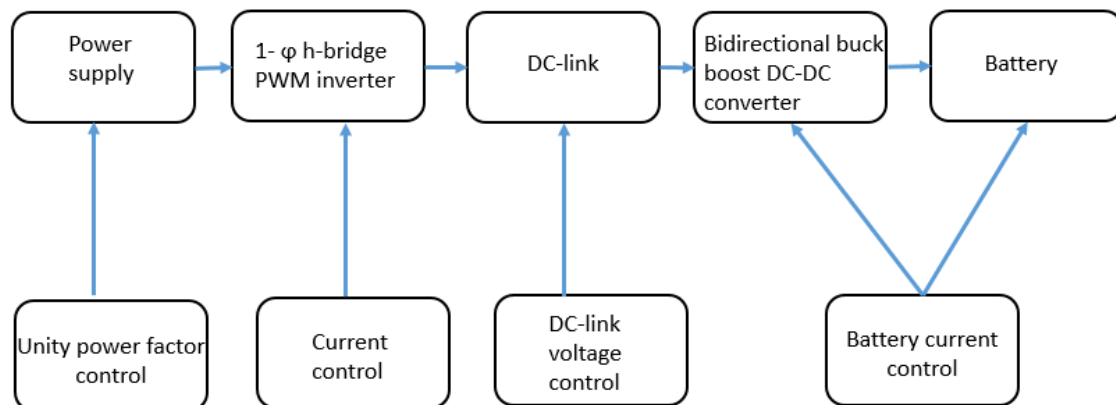 Power
supply
1- φ h-bridge
PWM inverter
DC-link
Bidirectional buck
boost DC-DC
converter
Battery
Unity power factor
control
Current
control
DC-link
voltage
control
Battery current
control